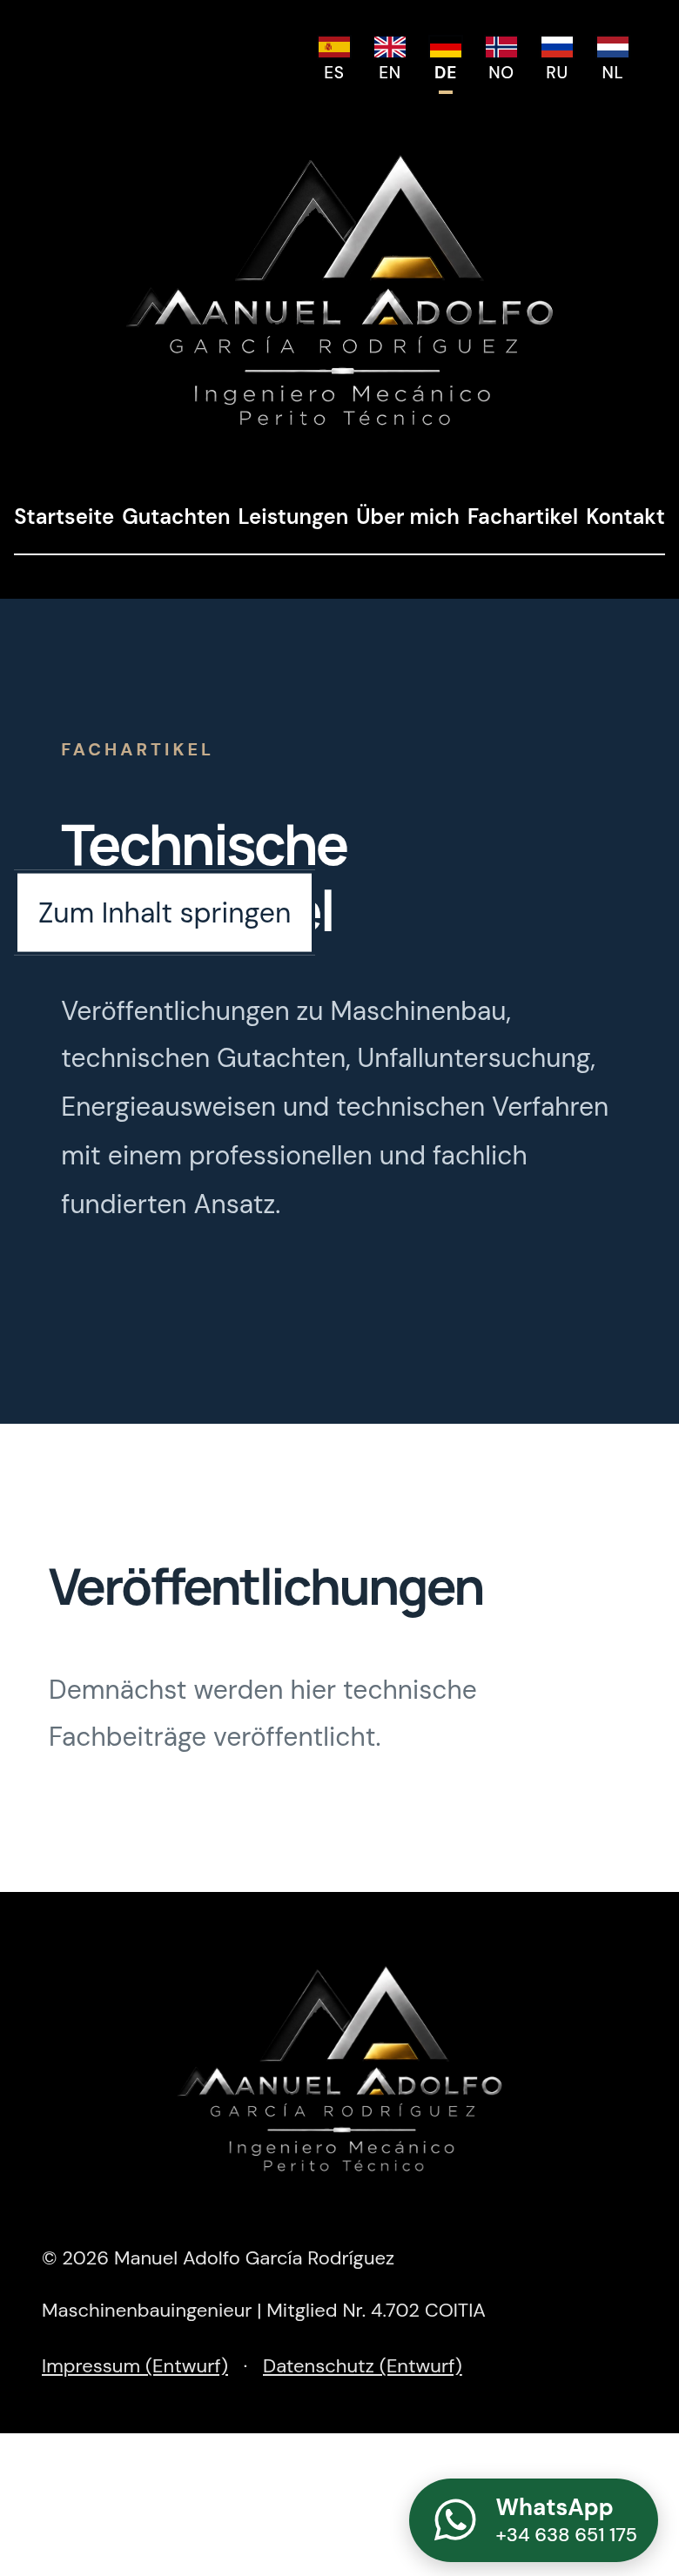 ES EN DE NO RU NL
MANUEL ADOLFO
GARCÍA RODRÍGUEZ
Ingeniero Mecánico
Perito Técnico
Startseite Gutachten Leistungen Über mich Fachartikel Kontakt
FACHARTIKEL
Technische
Zum Inhalt springen
Veröffentlichungen zu Maschinenbau,
technischen Gutachten, Unfalluntersuchung,
Energieausweisen und technischen Verfahren
mit einem professionellen und fachlich
fundierten Ansatz.
Veröffentlichungen
Demnächst werden hier technische
Fachbeiträge veröffentlicht.
MANUEL ADOLFO
GARCÍA RODRÍGUEZ
Ingeniero Mecánico
Perito Técnico
© 2026 Manuel Adolfo García Rodríguez
Maschinenbauingenieur | Mitglied Nr. 4.702 COITIA
Impressum (Entwurf) · Datenschutz (Entwurf)
WhatsApp
+34 638 651 175